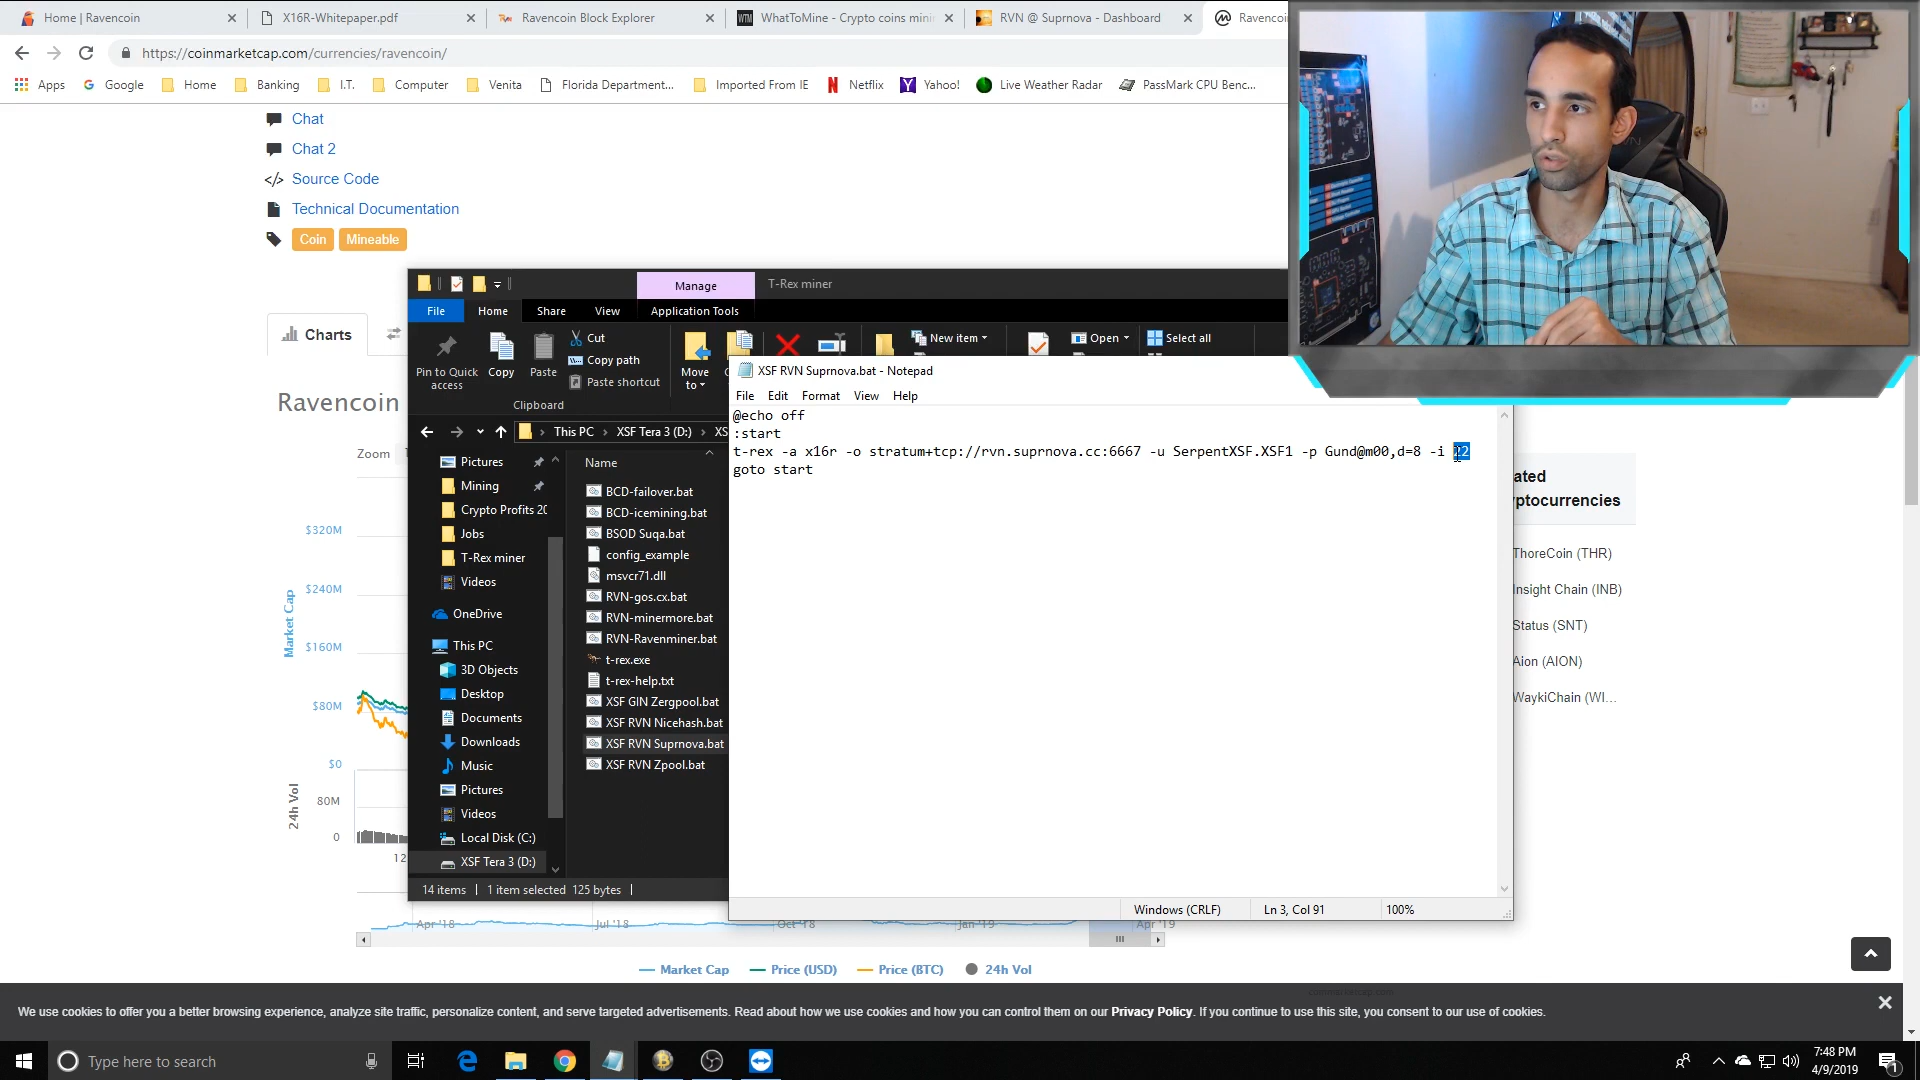 Home | Ravencoin
X16R-Whitepaper.pdf
Ravencoin Block Explorer
WhatToMine - Crypto coins mini
RVN @ Suprnova - Dashboard
Ravencoi
https://coinmarketcap.com/currencies/ravencoin/
Apps
Google
Home
Banking
I.T.
Computer
Venita
Florida Department...
Imported From IE
Netflix
Yahoo!
Live Weather Radar
PassMark CPU Benc...
Chat
Chat 2
Source Code
Technical Documentation
Coin
Mineable
Charts
Ravencoin
Zoom
Market Cap
$320M
$240M
$160M
$80M
$0
24h Vol
80M
0
12
Manage
T-Rex miner
File
Home
Share
View
Application Tools
Pin to Quick access
Copy
Paste
Cut
Copy path
Paste shortcut
Clipboard
Move to
New item
Open
Select all
This PC
XSF Tera 3 (D:)
XS
Pictures
Mining
Crypto Profits 20
Jobs
T-Rex miner
Videos
OneDrive
This PC
3D Objects
Desktop
Documents
Downloads
Music
Pictures
Videos
Local Disk (C:)
XSF Tera 3 (D:)
Name
BCD-failover.bat
BCD-icemining.bat
BSOD Suqa.bat
config_example
msvcr71.dll
RVN-gos.cx.bat
RVN-minermore.bat
RVN-Ravenminer.bat
t-rex.exe
t-rex-help.txt
XSF GIN Zergpool.bat
XSF RVN Nicehash.bat
XSF RVN Suprnova.bat
XSF RVN Zpool.bat
14 items
1 item selected 125 bytes
XSF RVN Suprnova.bat - Notepad
File Edit Format View Help
@echo off
:start
t-rex -a x16r -o stratum+tcp://rvn.suprnova.cc:6667 -u SerpentXSF.XSF1 -p Gund@m00,d=8 -i 22
goto start
Windows (CRLF)
Ln 3, Col 91
100%
ated
ptocurrencies
ThoreCoin (THR)
Insight Chain (INB)
Status (SNT)
Aion (AION)
WaykiChain (WI...
Apr '18
Jul '18
Oct '18
Jan '19
Apr '19
Market Cap
Price (USD)
Price (BTC)
24h Vol
We use cookies to offer you a better browsing experience, analyze site traffic, personalize content, and serve targeted advertisements. Read about how we use cookies and how you can control them on our Privacy Policy. If you continue to use this site, you consent to our use of cookies.
Type here to search
7:48 PM
4/9/2019
1